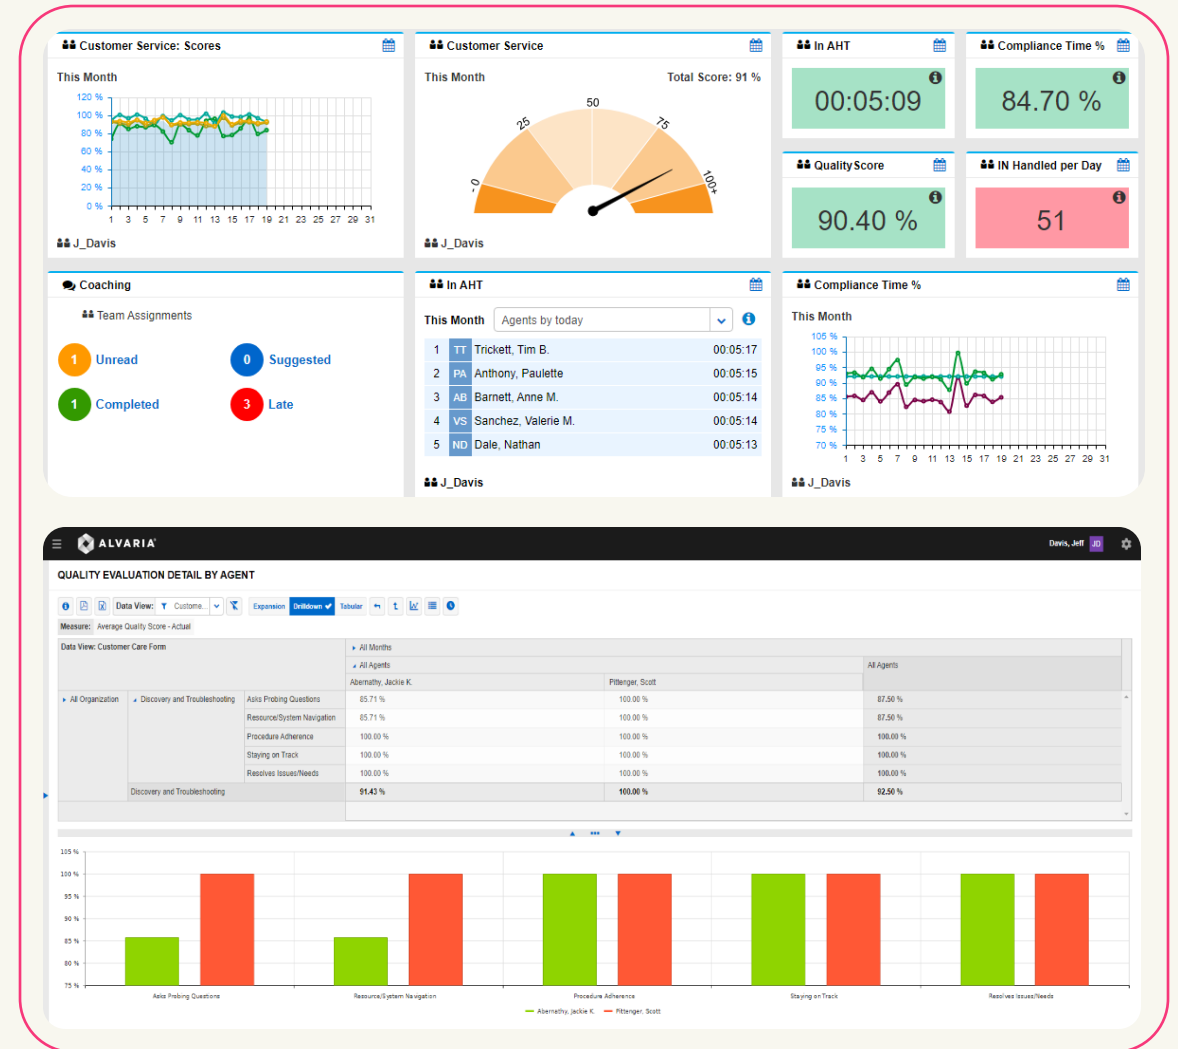 Customer Service: Scores
This Month
120 %
100 %
80 %
60 %
40 %
20 %
0 %
1 3 5 7 9 11 13 15 17 19 21 23 25 27 29 31
J_Davis
Customer Service
This Month Total Score: 91 %
- 0 25 50 75 100+
J_Davis
In AHT
00:05:09
Compliance Time %
84.70 %
Quality Score
90.40 %
IN Handled per Day
51
Coaching
Team Assignments
1 Unread 0 Suggested
1 Completed 3 Late
In AHT
This Month Agents by today
1 TT Trickett, Tim B. 00:05:17
2 PA Anthony, Paulette 00:05:15
3 AB Barnett, Anne M. 00:05:14
4 VS Sanchez, Valerie M. 00:05:14
5 ND Dale, Nathan 00:05:13
J_Davis
Compliance Time %
This Month
105 %
100 %
95 %
90 %
85 %
80 %
75 %
70 %
1 3 5 7 9 11 13 15 17 19 21 23 25 27 29 31
J_Davis
ALVARIA Davis, Jeff JD
QUALITY EVALUATION DETAIL BY AGENT
Data View: Custome... Expansion Drilldown Tabular
Measure: Average Quality Score - Actual
Data View: Customer Care Form All Months
All Agents All Agents
Abernathy, Jackie K. Pittenger, Scott
All Organization Discovery and Troubleshooting Asks Probing Questions 85.71 % 100.00 % 87.50 %
Resource/System Navigation 85.71 % 100.00 % 87.50 %
Procedure Adherence 100.00 % 100.00 % 100.00 %
Staying on Track 100.00 % 100.00 % 100.00 %
Resolves Issues/Needs 100.00 % 100.00 % 100.00 %
Discovery and Troubleshooting 91.43 % 100.00 % 92.50 %
105 %
100 %
95 %
90 %
85 %
80 %
75 %
Asks Probing Questions Resource/System Navigation Procedure Adherence Staying on Track Resolves Issues/Needs
Abernathy, Jackie K. Pittenger, Scott